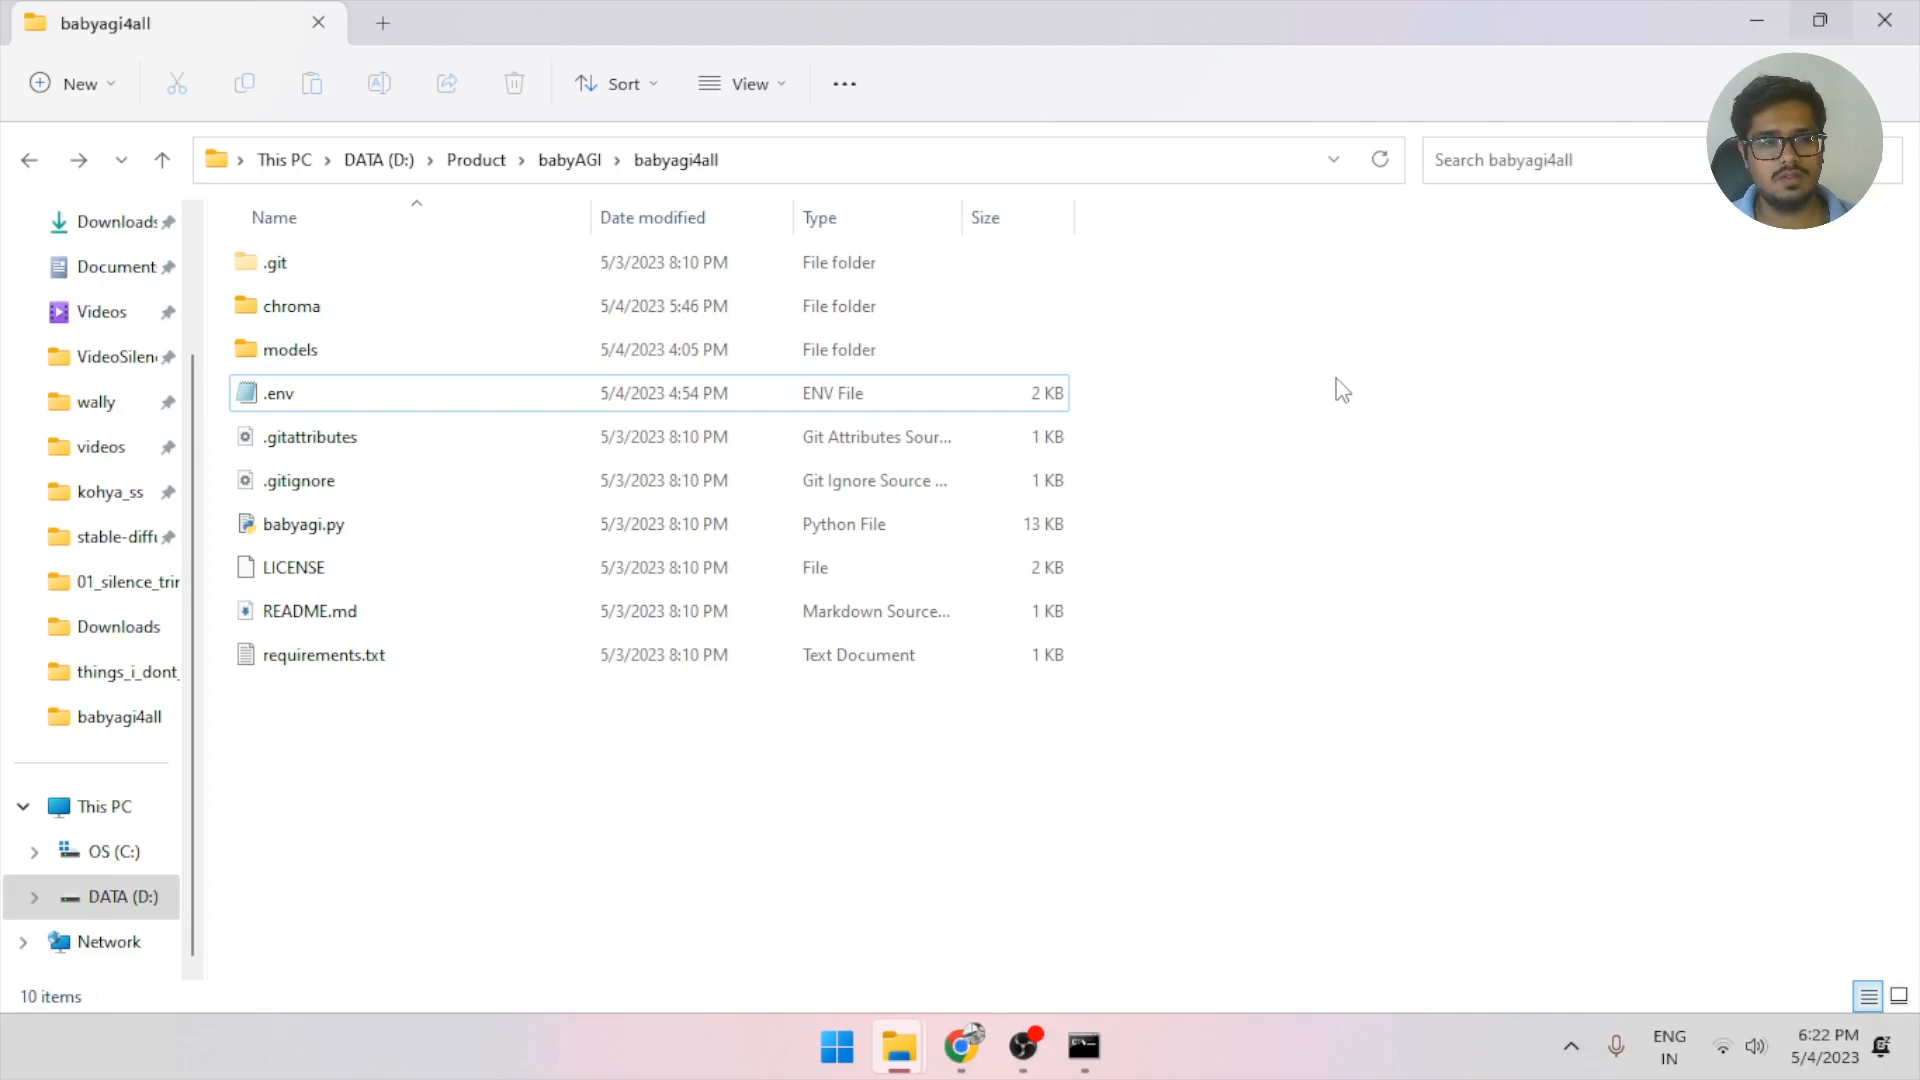 babyagi4all
New
Sort
View
This PC > DATA (D:) > Product > babyAGI > babyagi4all
Search babyagi4all
Name Date modified Type Size
.git 5/3/2023 8:10 PM File folder
chroma 5/4/2023 5:46 PM File folder
models 5/4/2023 4:05 PM File folder
.env 5/4/2023 4:54 PM ENV File 2 KB
.gitattributes 5/3/2023 8:10 PM Git Attributes Sour... 1 KB
.gitignore 5/3/2023 8:10 PM Git Ignore Source ... 1 KB
babyagi.py 5/3/2023 8:10 PM Python File 13 KB
LICENSE 5/3/2023 8:10 PM File 2 KB
README.md 5/3/2023 8:10 PM Markdown Source... 1 KB
requirements.txt 5/3/2023 8:10 PM Text Document 1 KB
Downloads
Document
Videos
VideoSilen
wally
videos
kohya_ss
stable-diffu
01_silence_trin
Downloads
things_i_dont_
babyagi4all
This PC
OS (C:)
DATA (D:)
Network
10 items
ENG
IN
6:22 PM
5/4/2023